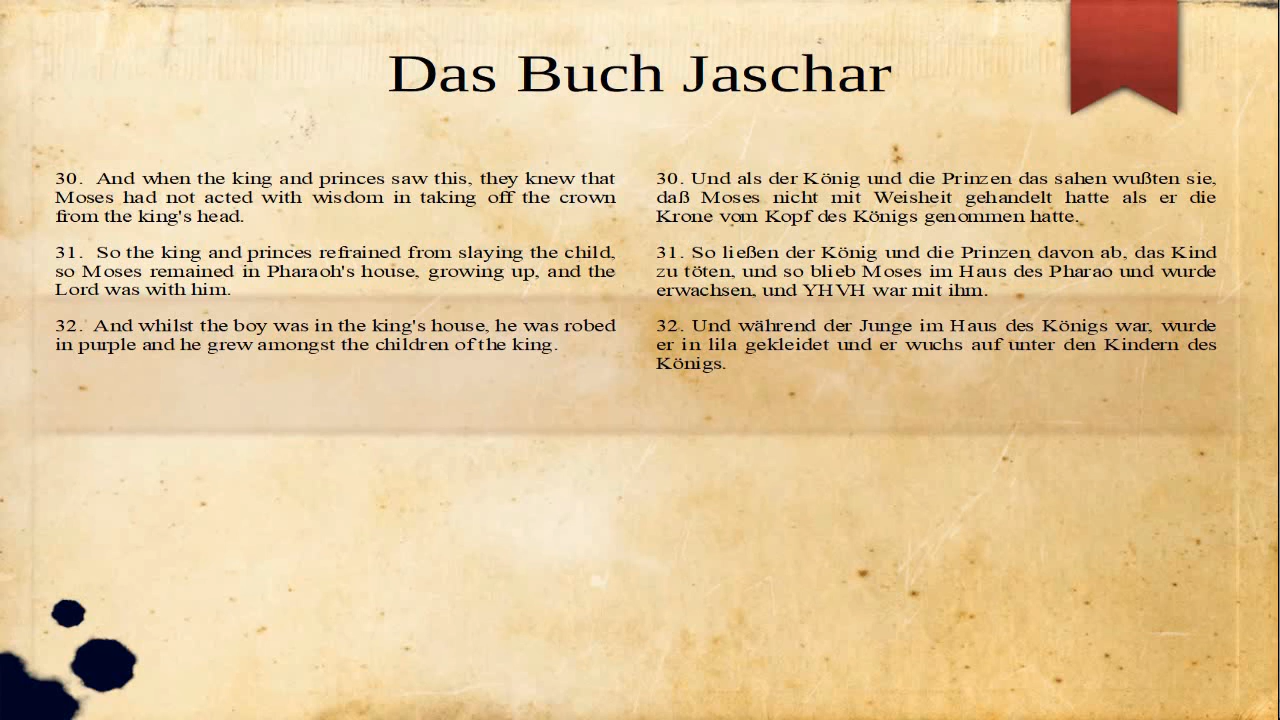 Das Buch Jaschar
30. And when the king and princes saw this, they knew that
Moses had not acted with wisdom in taking off the crown
from the king's head.
31. So the king and princes refrained from slaying the child,
so Moses remained in Pharaoh's house, growing up, and the
Lord was with him.
32. And whilst the boy was in the king's house, he was robed
in purple and he grew amongst the children of the king.
30. Und als der König und die Prinzen das sahen wußten sie,
daß Moses nicht mit Weisheit gehandelt hatte als er die
Krone vom Kopf des Königs genommen hatte.
31. So ließen der König und die Prinzen davon ab, das Kind
zu töten, und so blieb Moses im Haus des Pharao und wurde
erwachsen, und YHVH war mit ihm.
32. Und während der Junge im Haus des Königs war, wurde
er in lila gekleidet und er wuchs auf unter den Kindern des
Königs.